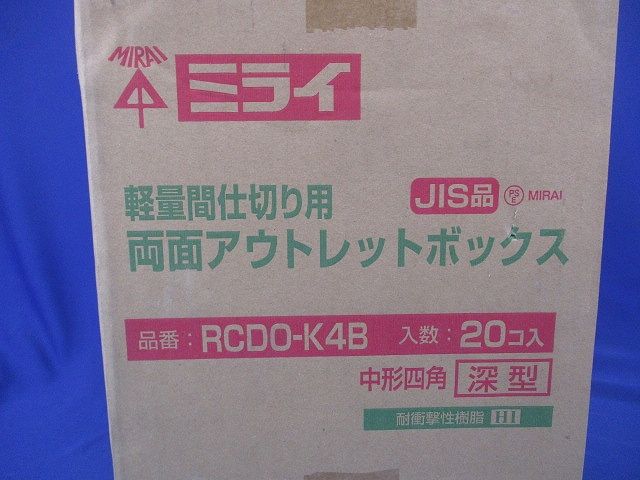 MIRAI
ミライ
JIS品 PSE MIRAI
軽量間仕切り用
両面アウトレットボックス
品番：RCDO-K4B 入数：20コ入
中形四角 深型
耐衝撃性樹脂 HI